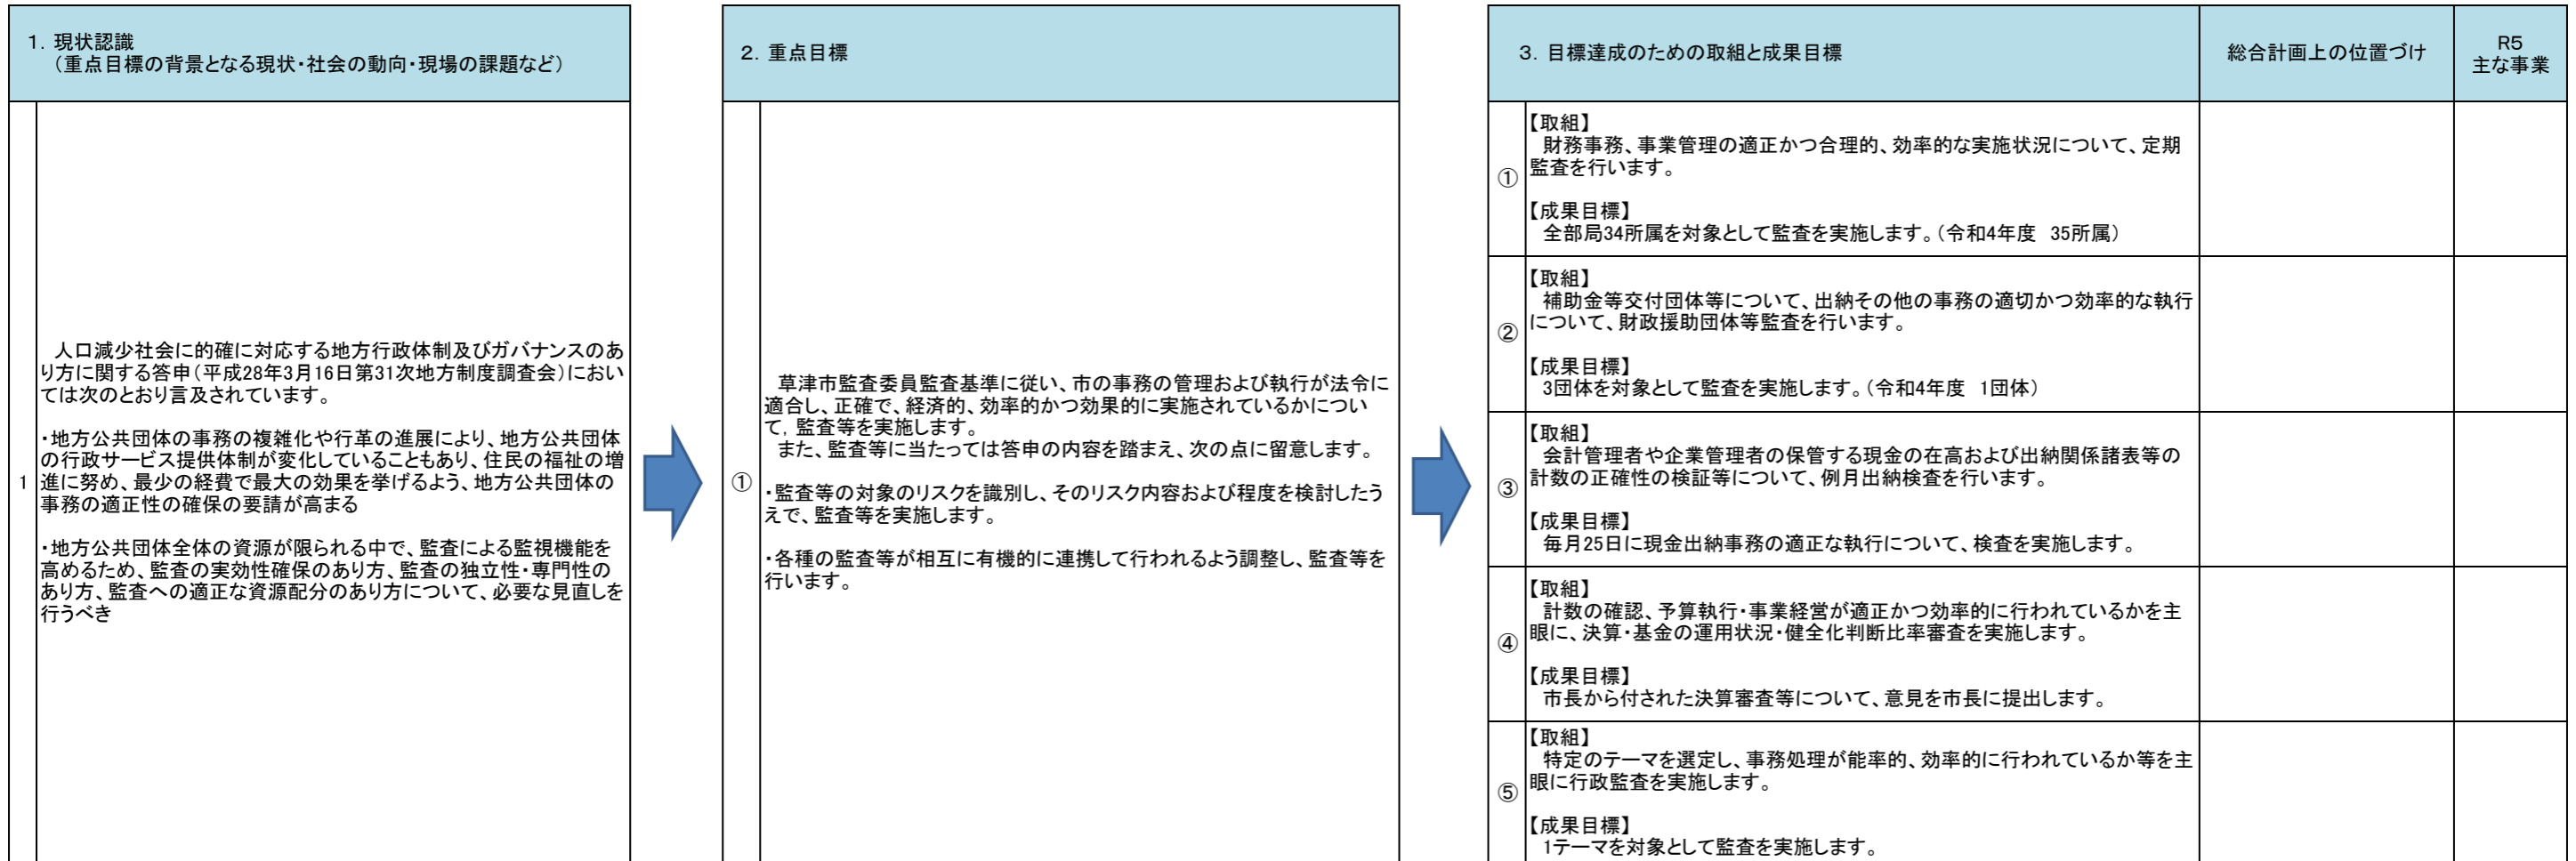 １．現状認識
（重点目標の背景となる現状・社会の動向・現場の課題など）
1
人口減少社会に的確に対応する地方行政体制及びガバナンスのあ
り方に関する答申（平成28年3月16日第31次地方制度調査会）におい
ては次のとおり言及されています。
・地方公共団体の事務の複雑化や行革の進展により、地方公共団体
の行政サービス提供体制が変化していることもあり、住民の福祉の増
進に努め、最少の経費で最大の効果を挙げるよう、地方公共団体の
事務の適正性の確保の要請が高まる
・地方公共団体全体の資源が限られる中で、監査による監視機能を
高めるため、監査の実効性確保のあり方、監査の独立性・専門性の
あり方、監査への適正な資源配分のあり方について、必要な見直しを
行うべき
２．重点目標
①
草津市監査委員監査基準に従い、市の事務の管理および執行が法令に
適合し、正確で、経済的、効率的かつ効果的に実施されているかについ
て，監査等を実施します。
また、監査等に当たっては答申の内容を踏まえ、次の点に留意します。
・監査等の対象のリスクを識別し、そのリスク内容および程度を検討したう
えで、監査等を実施します。
・各種の監査等が相互に有機的に連携して行われるよう調整し、監査等を
行います。
３．目標達成のための取組と成果目標
総合計画上の位置づけ
R5
主な事業
①
【取組】
財務事務、事業管理の適正かつ合理的、効率的な実施状況について、定期
監査を行います。
【成果目標】
全部局34所属を対象として監査を実施します。（令和4年度　35所属）
②
【取組】
補助金等交付団体等について、出納その他の事務の適切かつ効率的な執行
について、財政援助団体等監査を行います。
【成果目標】
3団体を対象として監査を実施します。（令和4年度　1団体）
③
【取組】
会計管理者や企業管理者の保管する現金の在高および出納関係諸表等の
計数の正確性の検証等について、例月出納検査を行います。
【成果目標】
毎月25日に現金出納事務の適正な執行について、検査を実施します。
④
【取組】
計数の確認、予算執行・事業経営が適正かつ効率的に行われているかを主
眼に、決算・基金の運用状況・健全化判断比率審査を実施します。
【成果目標】
市長から付された決算審査等について、意見を市長に提出します。
⑤
【取組】
特定のテーマを選定し、事務処理が能率的、効率的に行われているか等を主
眼に行政監査を実施します。
【成果目標】
1テーマを対象として監査を実施します。